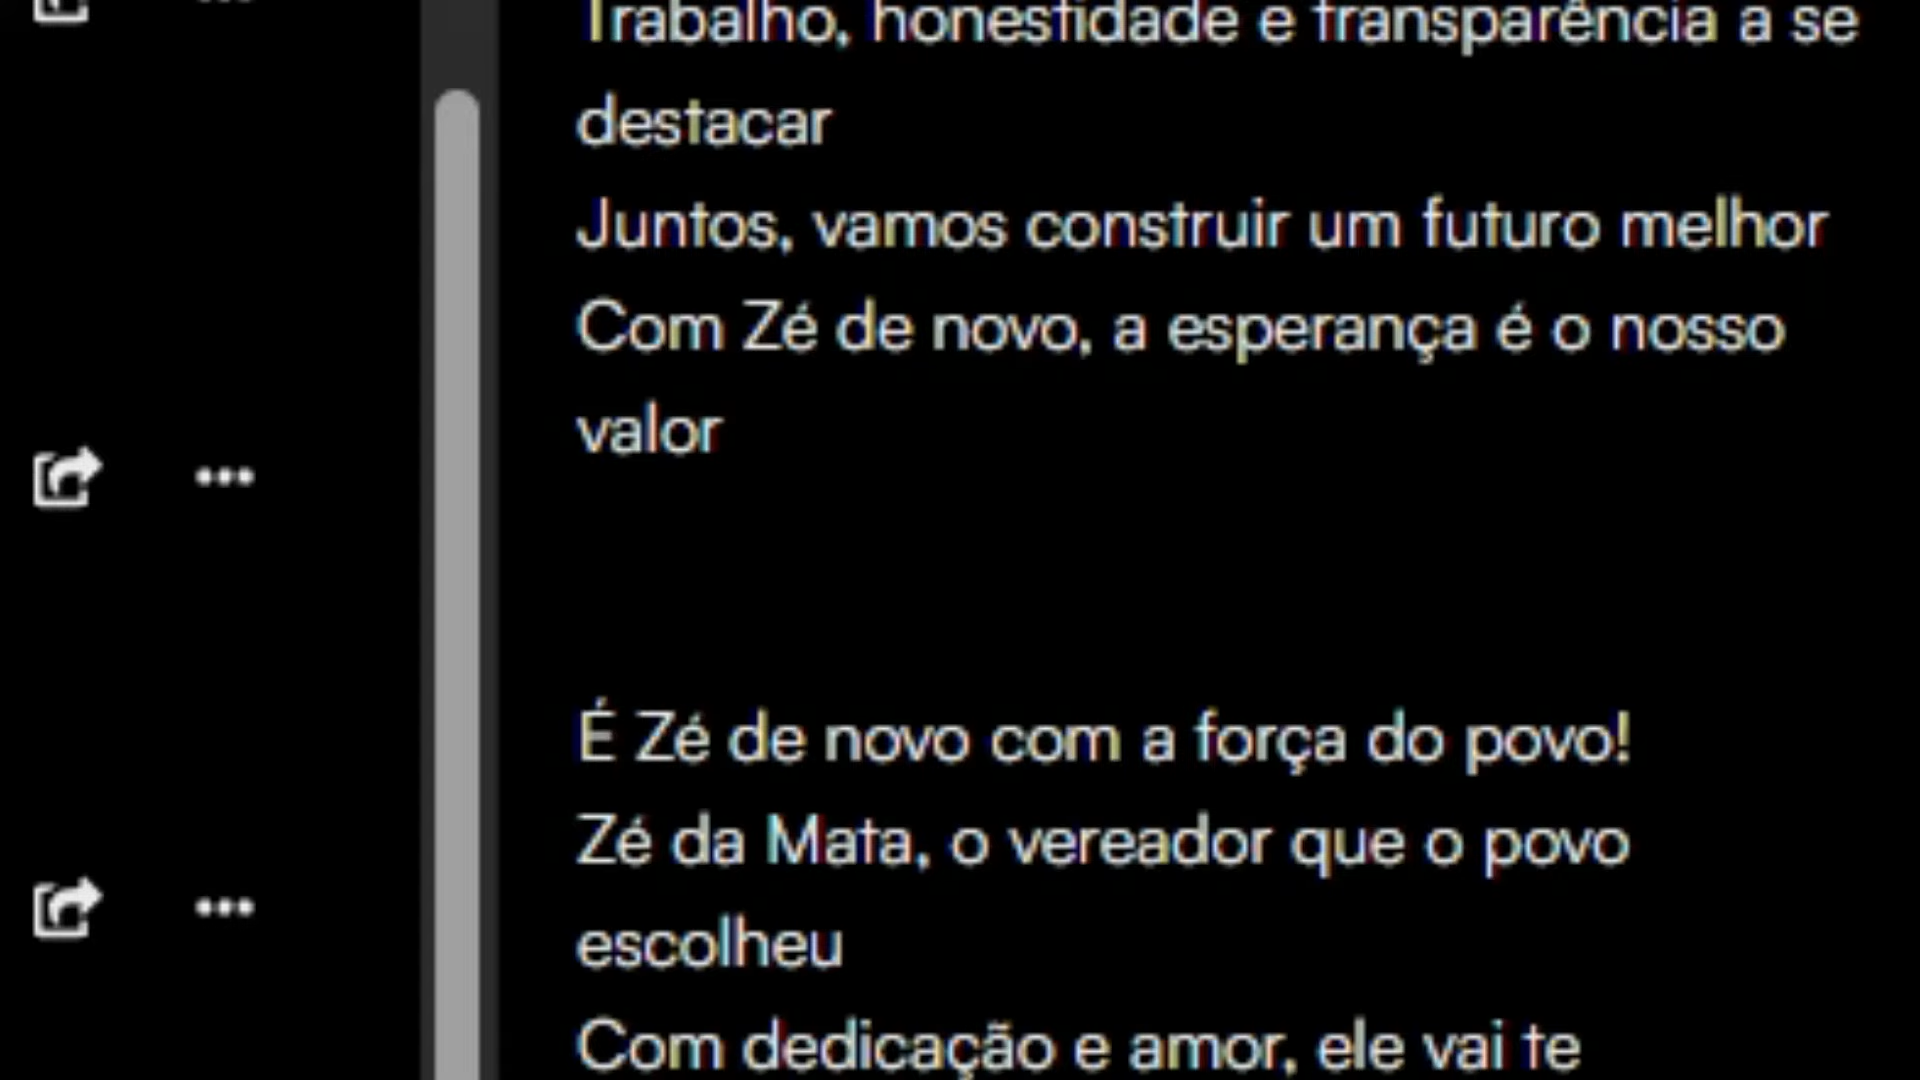 Trabalho, honestidade e transparência a se
destacar
Juntos, vamos construir um futuro melhor
Com Zé de novo, a esperança é o nosso
valor
É Zé de novo com a força do povo!
Zé da Mata, o vereador que o povo
escolheu
Com dedicação e amor, ele vai te